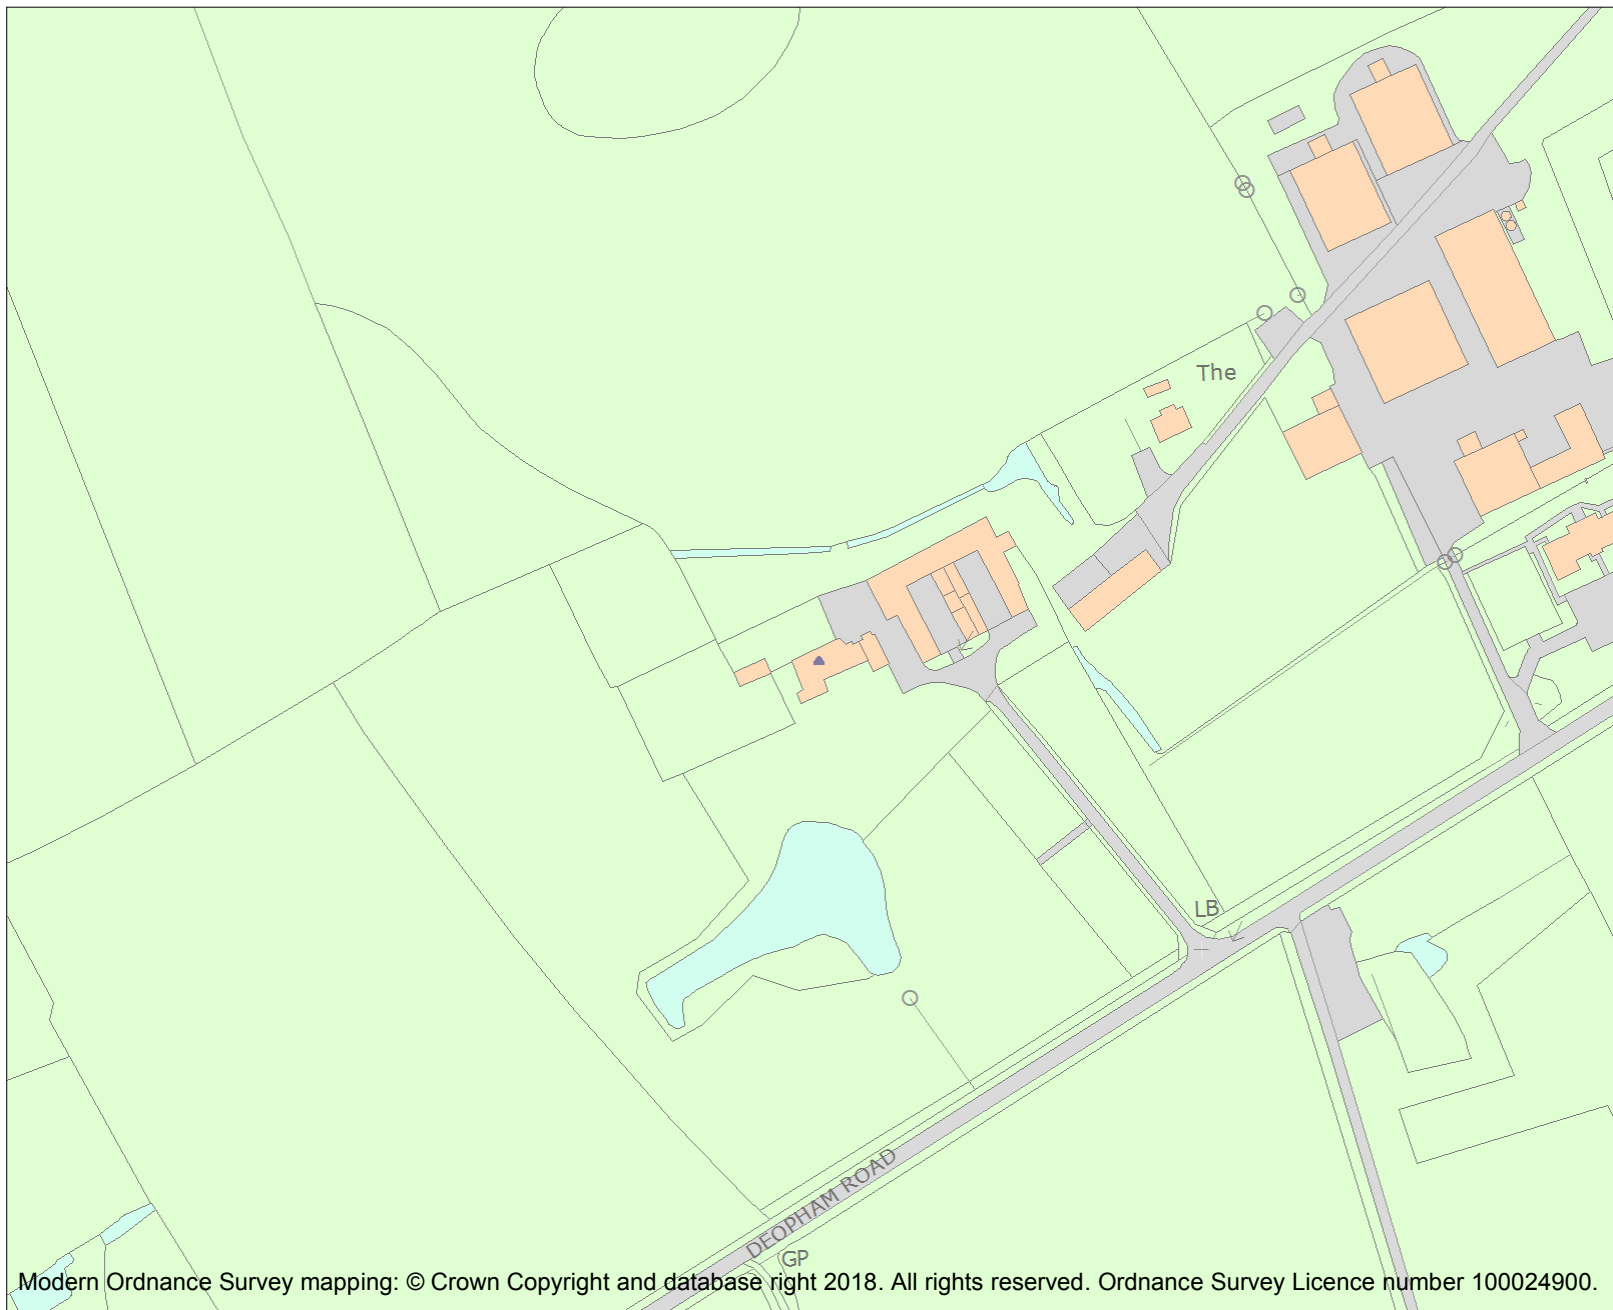 The
LB
DEOPHAM ROAD
GP
Modern Ordnance Survey mapping: © Crown Copyright and database right 2018. All rights reserved. Ordnance Survey Licence number 100024900.